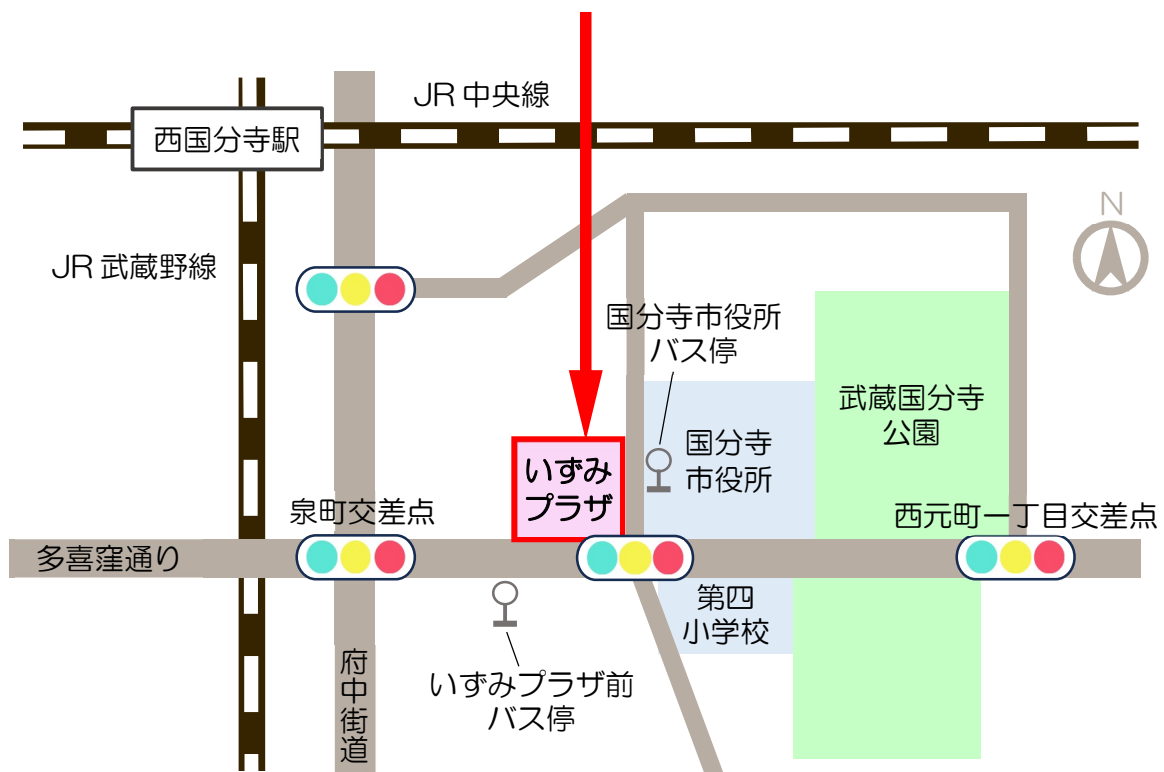 JR中央線
西国分寺駅
N
JR武蔵野線
国分寺市役所
バス停
武蔵国分寺
公園
国分寺
市役所
いずみ
プラザ
泉町交差点
西元町一丁目交差点
多喜窪通り
第四
小学校
府中街道
いずみプラザ前
バス停